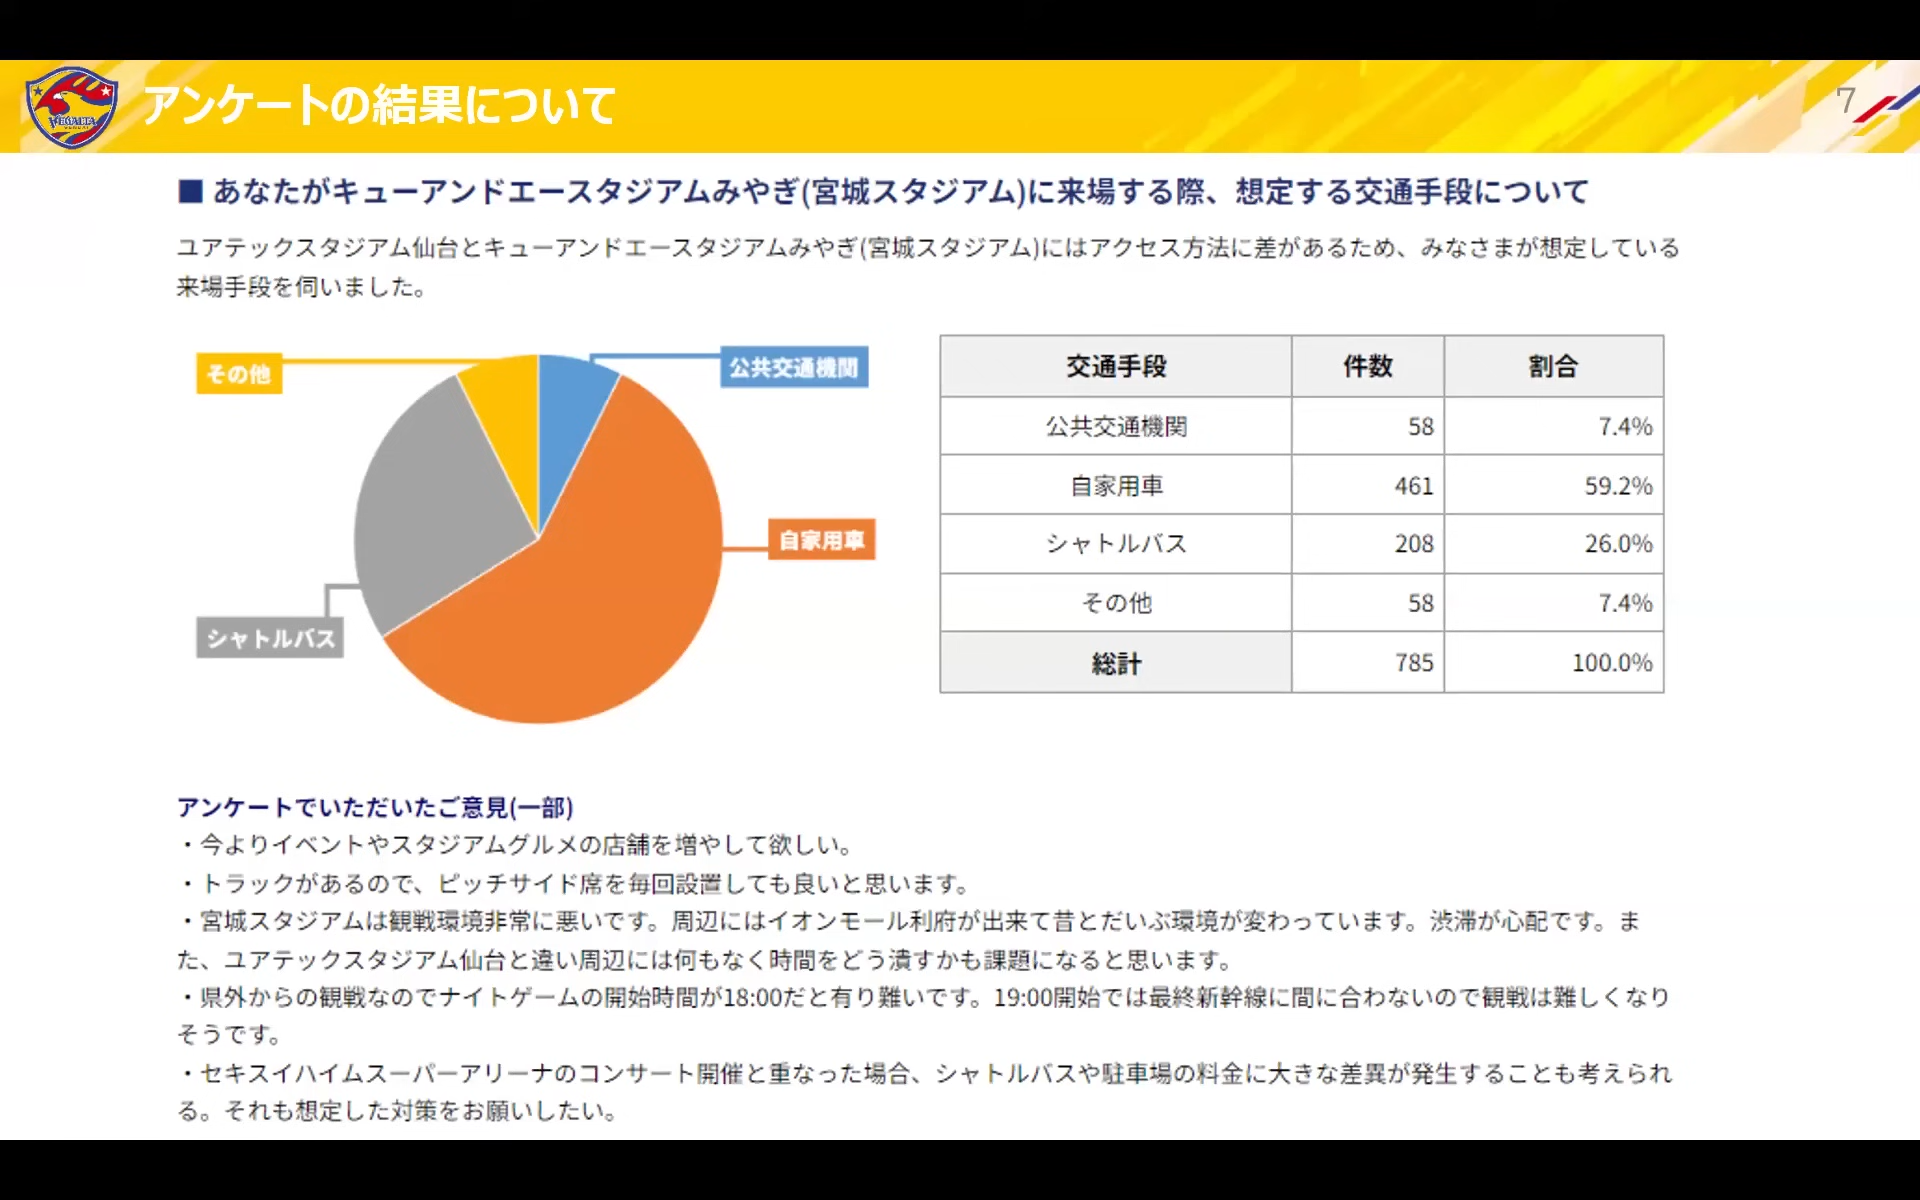 アンケートの結果について
7
VEGALTA
■ あなたがキューアンドエースタジアムみやぎ(宮城スタジアム)に来場する際、想定する交通手段について
ユアテックスタジアム仙台とキューアンドエースタジアムみやぎ(宮城スタジアム)にはアクセス方法に差があるため、みなさまが想定している
来場手段を伺いました。
その他
公共交通機関
自家用車
シャトルバス
交通手段 件数 割合
公共交通機関 58 7.4%
自家用車 461 59.2%
シャトルバス 208 26.0%
その他 58 7.4%
総計 785 100.0%
アンケートでいただいたご意見(一部)
・今よりイベントやスタジアムグルメの店舗を増やして欲しい。
・トラックがあるので、ピッチサイド席を毎回設置しても良いと思います。
・宮城スタジアムは観戦環境非常に悪いです。周辺にはイオンモール利府が出来て昔とだいぶ環境が変わっています。渋滞が心配です。ま
た、ユアテックスタジアム仙台と違い周辺には何もなく時間をどう潰すかも課題になると思います。
・県外からの観戦なのでナイトゲームの開始時間が18:00だと有り難いです。19:00開始では最終新幹線に間に合わないので観戦は難しくなり
そうです。
・セキスイハイムスーパーアリーナのコンサート開催と重なった場合、シャトルバスや駐車場の料金に大きな差異が発生することも考えられ
る。それも想定した対策をお願いしたい。